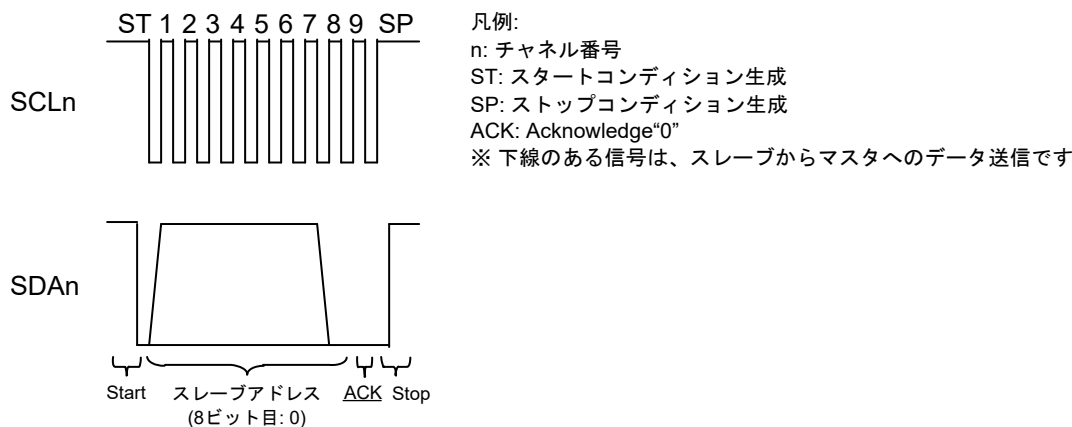 ST 1 2 3 4 5 6 7 8 9 SP
SCLn
SDAn
Start
スレーブアドレス
(8ビット目: 0)
ACK
Stop
凡例:
n: チャネル番号
ST: スタートコンディション生成
SP: ストップコンディション生成
ACK: Acknowledge“0”
※ 下線のある信号は、スレーブからマスタへのデータ送信です